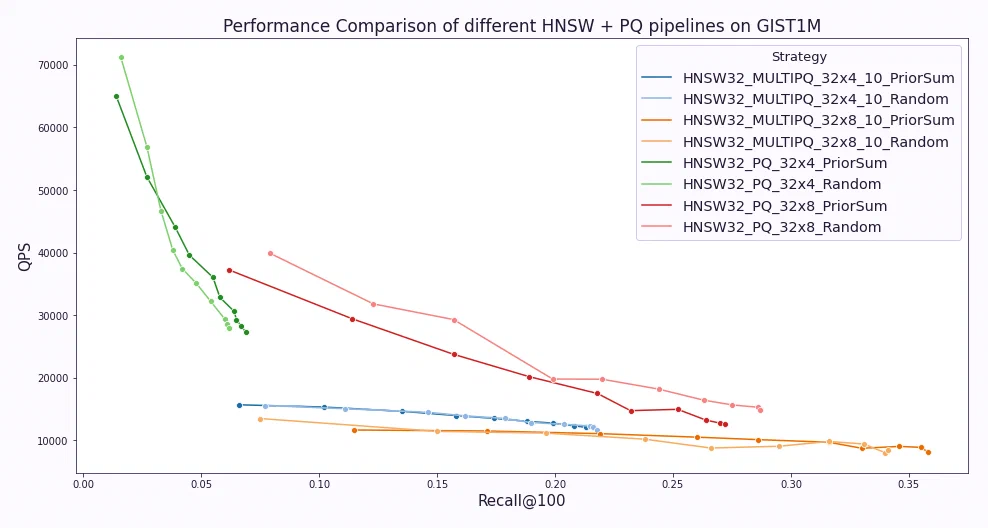 Performance Comparison of different HNSW + PQ pipelines on GIST1M
Strategy
HNSW32_MULTIPQ_32x4_10_PriorSum
HNSW32_MULTIPQ_32x4_10_Random
HNSW32_MULTIPQ_32x8_10_PriorSum
HNSW32_MULTIPQ_32x8_10_Random
HNSW32_PQ_32x4_PriorSum
HNSW32_PQ_32x4_Random
HNSW32_PQ_32x8_PriorSum
HNSW32_PQ_32x8_Random
QPS
70000
60000
50000
40000
30000
20000
10000
0.00 0.05 0.10 0.15 0.20 0.25 0.30 0.35
Recall@100